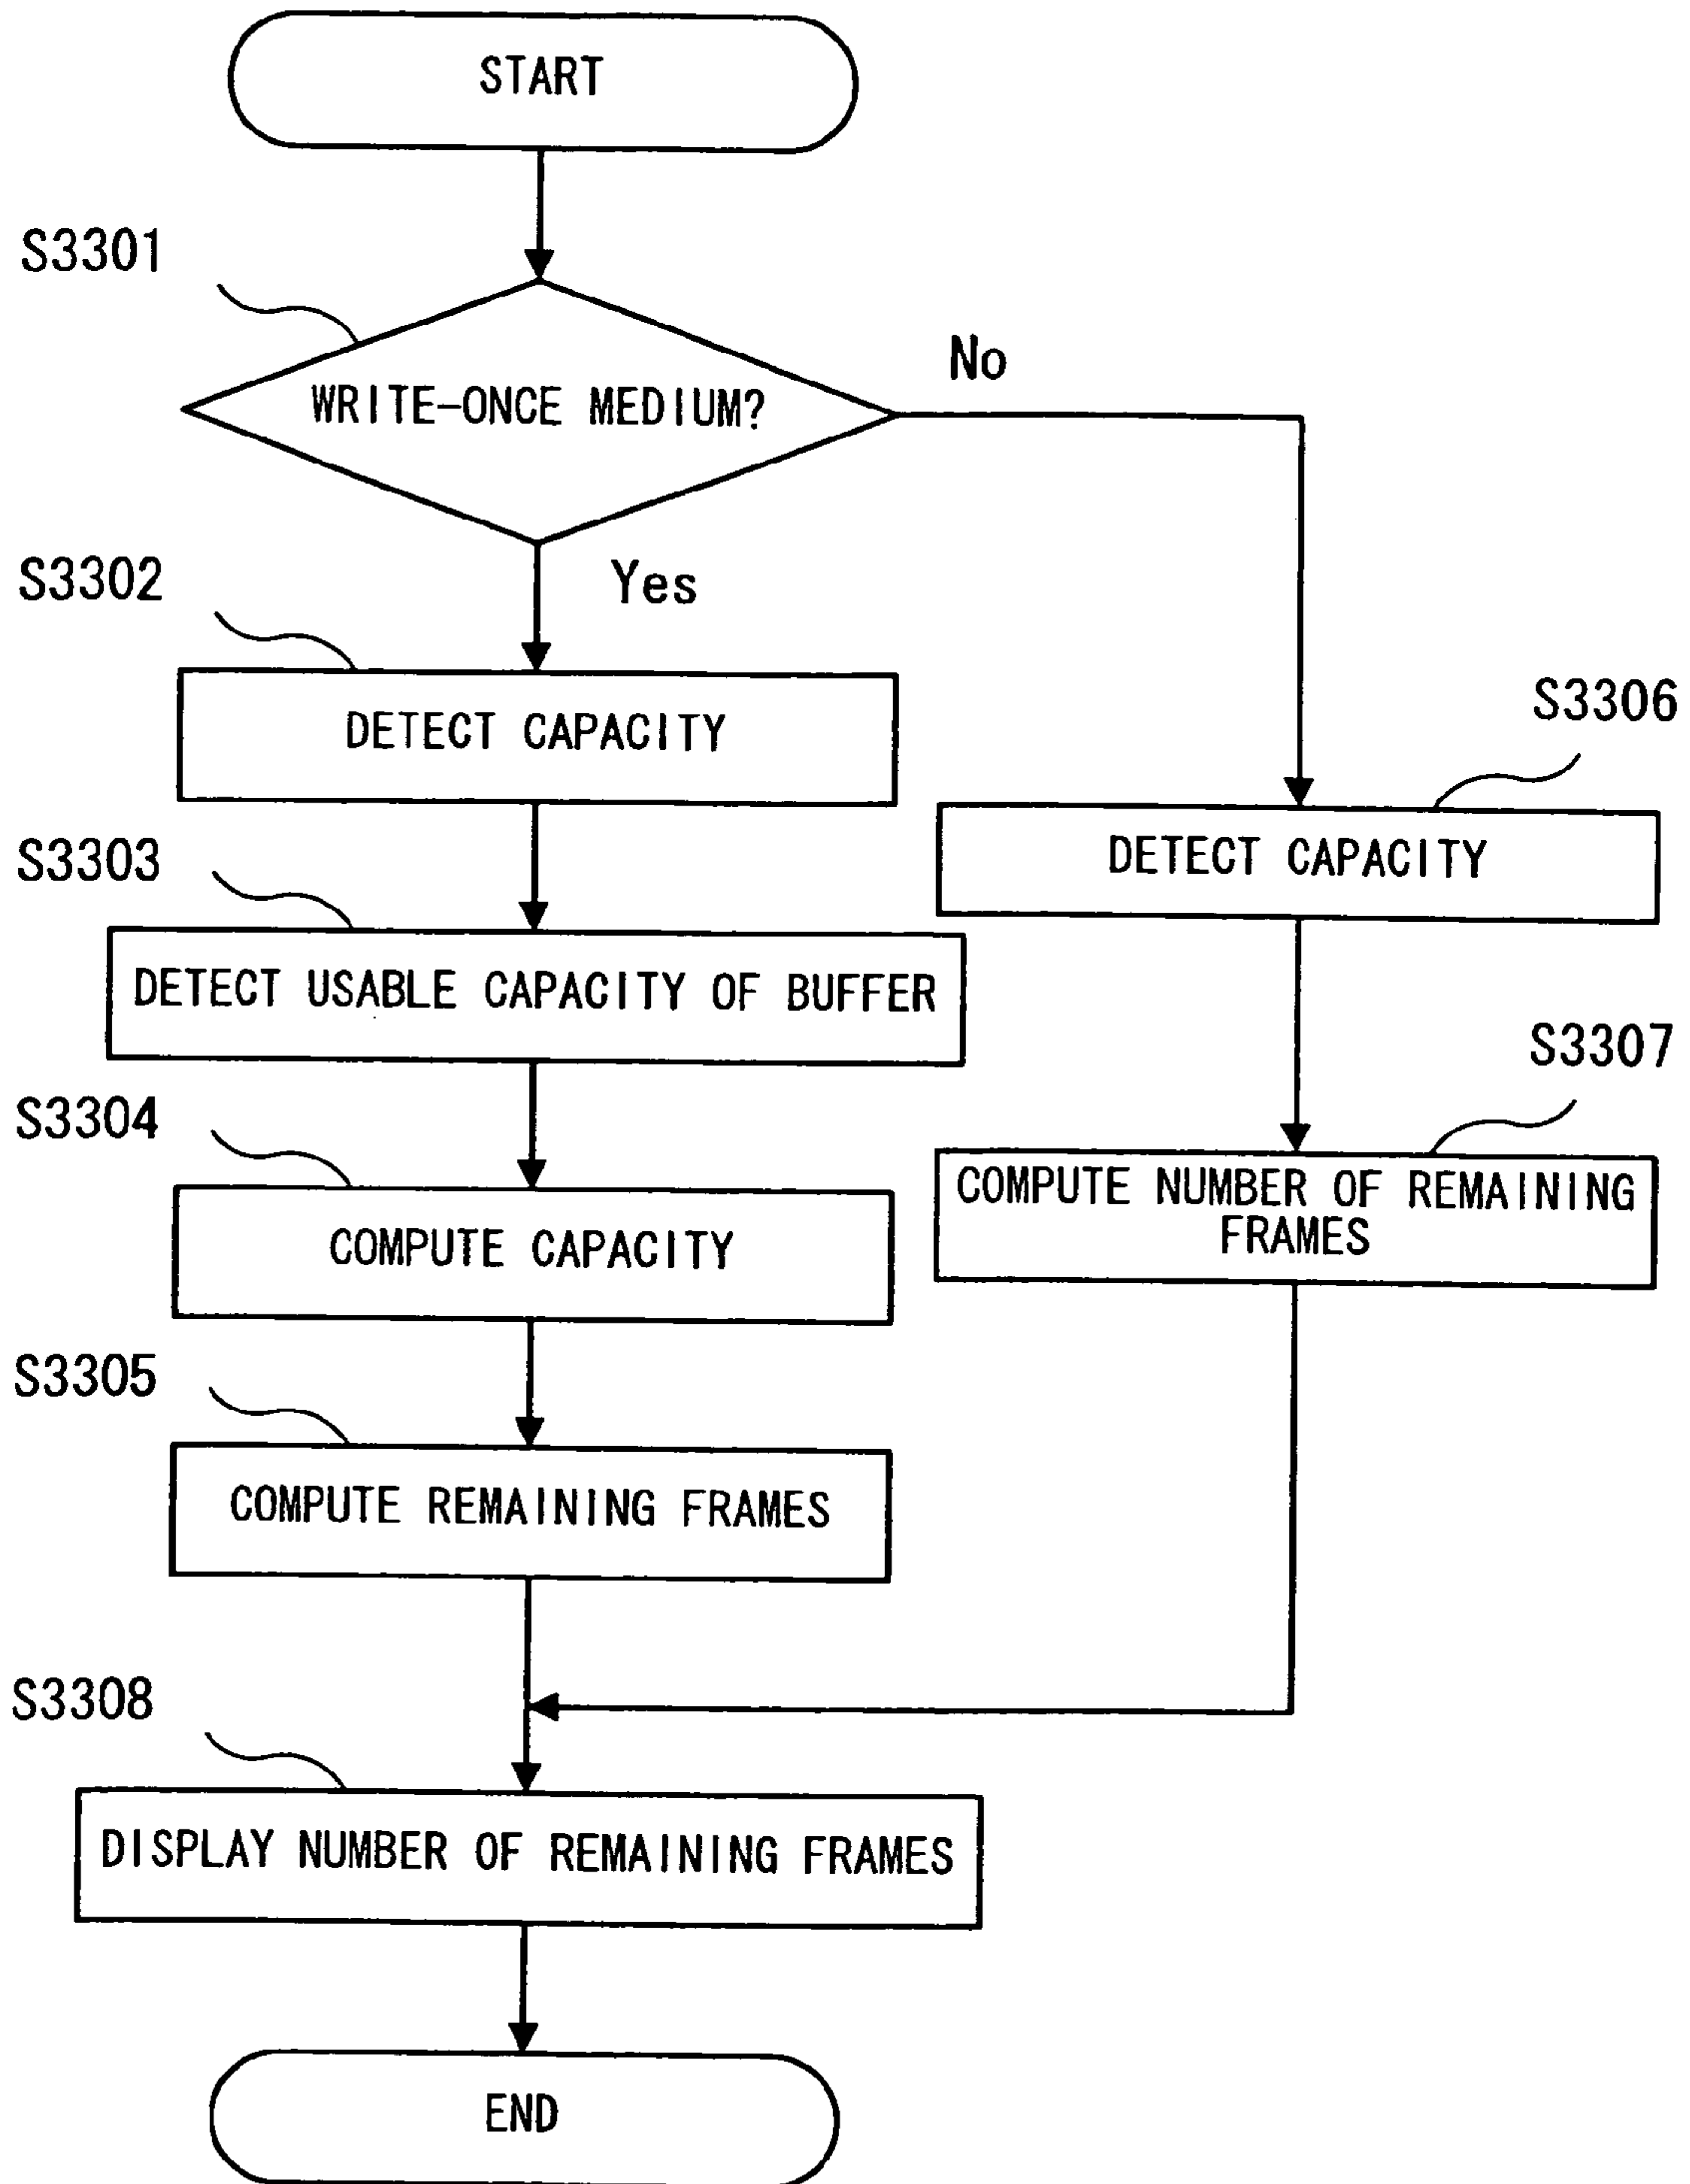 START
S3301
WRITE-ONCE MEDIUM?
No
S3302
Yes
DETECT CAPACITY
S3306
DETECT CAPACITY
S3303
DETECT USABLE CAPACITY OF BUFFER
S3307
COMPUTE NUMBER OF REMAINING
FRAMES
S3304
COMPUTE CAPACITY
S3305
COMPUTE REMAINING FRAMES
S3308
DISPLAY NUMBER OF REMAINING FRAMES
END